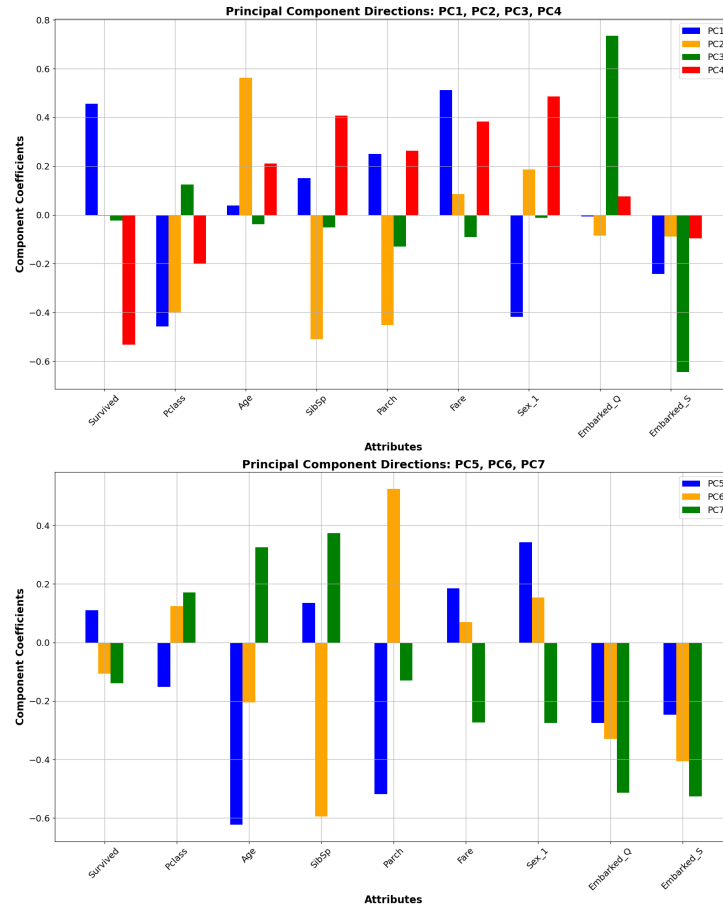 Principal Component Directions: PC1, PC2, PC3, PC4
0.8
0.6
0.4
0.2
0.0
−0.2
−0.4
−0.6
Component Coefficients
PC1
PC2
PC3
PC4
Survived
Pclass
Age
SibSp
Parch
Fare
Sex_1
Embarked_Q
Embarked_S
Attributes
Principal Component Directions: PC5, PC6, PC7
0.4
0.2
0.0
−0.2
−0.4
−0.6
Component Coefficients
PC5
PC6
PC7
Survived
Pclass
Age
SibSp
Parch
Fare
Sex_1
Embarked_Q
Embarked_S
Attributes